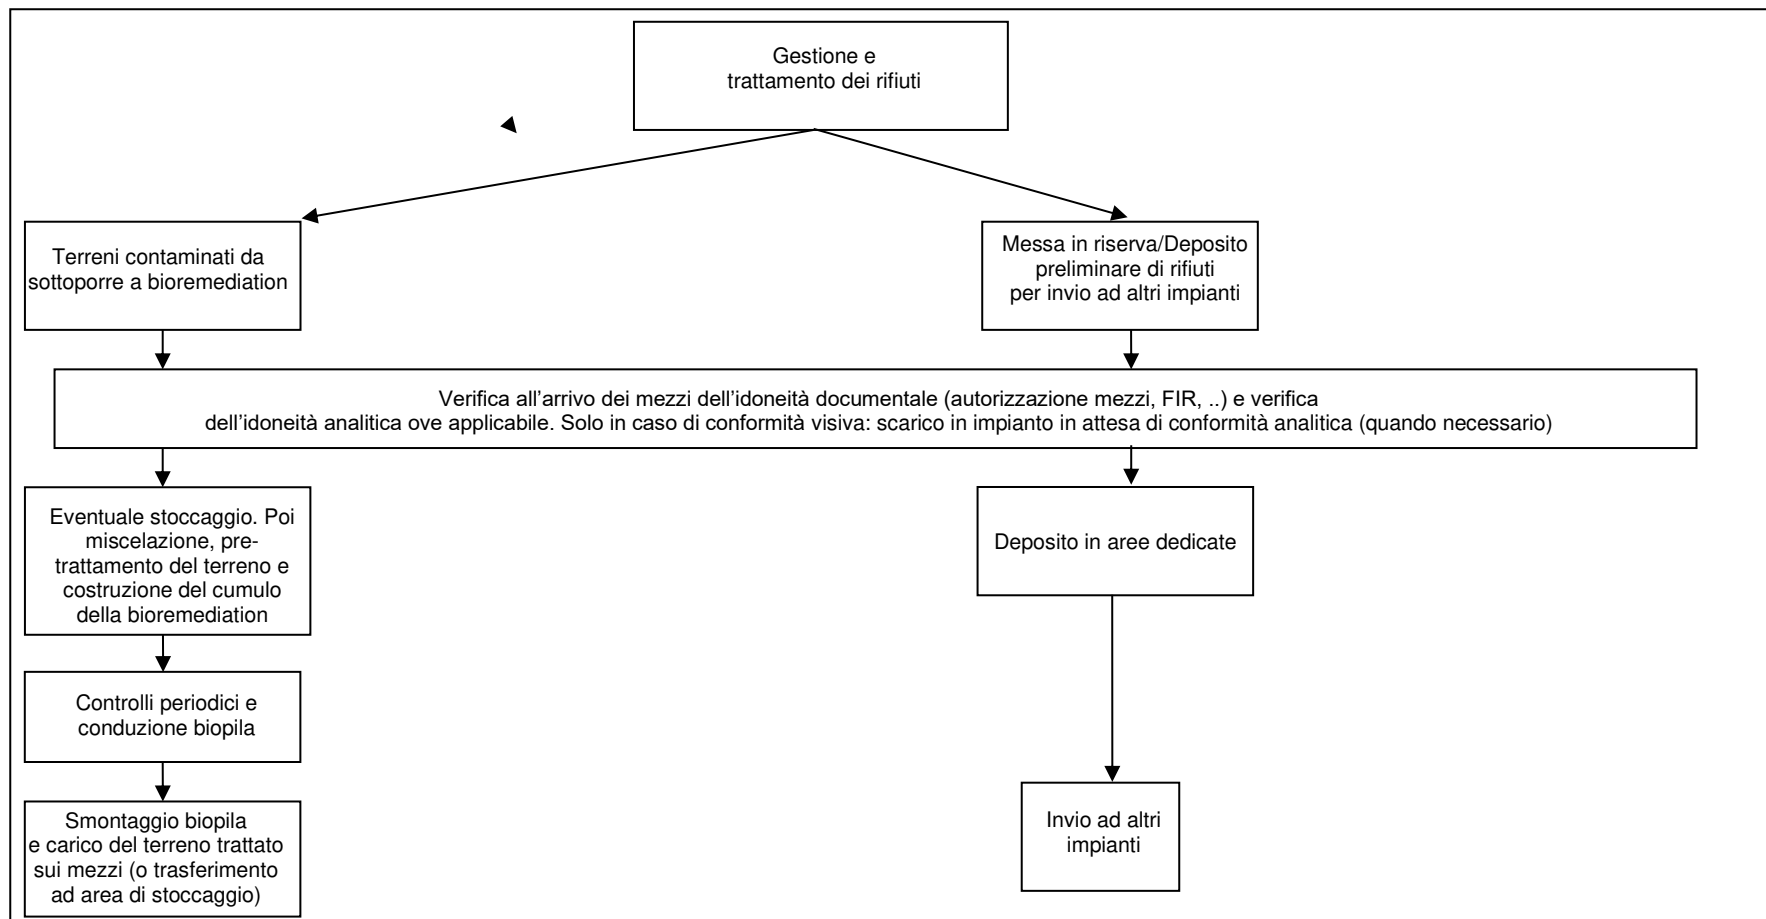 Gestione e
trattamento dei rifiuti
Terreni contaminati da
sottoporre a bioremediation
Messa in riserva/Deposito
preliminare di rifiuti
per invio ad altri impianti
Verifica all’arrivo dei mezzi dell’idoneità documentale (autorizzazione mezzi, FIR, ..) e verifica
dell’idoneità analitica ove applicabile. Solo in caso di conformità visiva: scarico in impianto in attesa di conformità analitica (quando necessario)
Eventuale stoccaggio. Poi
miscelazione, pre-
trattamento del terreno e
costruzione del cumulo
della bioremediation
Deposito in aree dedicate
Controlli periodici e
conduzione biopila
Smontaggio biopila
e carico del terreno trattato
sui mezzi (o trasferimento
ad area di stoccaggio)
Invio ad altri
impianti